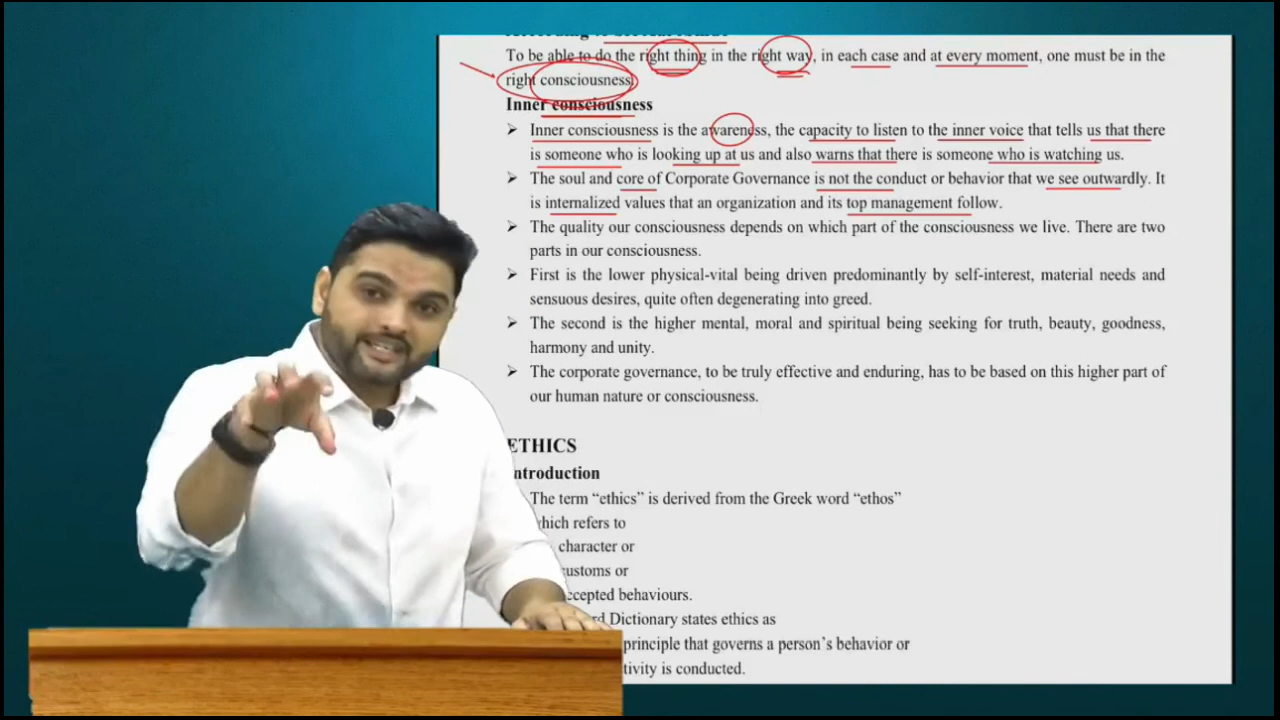 To be able to do the right thing in the right way, in each case and at every moment, one must be in the
right consciousness.
Inner consciousness
➢ Inner consciousness is the awareness, the capacity to listen to the inner voice that tells us that there
is someone who is looking up at us and also warns that there is someone who is watching us.
➢ The soul and core of Corporate Governance is not the conduct or behavior that we see outwardly. It
is internalized values that an organization and its top management follow.
➢ The quality our consciousness depends on which part of the consciousness we live. There are two
parts in our consciousness.
➢ First is the lower physical-vital being driven predominantly by self-interest, material needs and
sensuous desires, quite often degenerating into greed.
➢ The second is the higher mental, moral and spiritual being seeking for truth, beauty, goodness,
harmony and unity.
➢ The corporate governance, to be truly effective and enduring, has to be based on this higher part of
our human nature or consciousness.
ETHICS
ntroduction
The term “ethics” is derived from the Greek word “ethos”
hich refers to
character or
ustoms or
ccepted behaviours.
rd Dictionary states ethics as
principle that governs a person’s behavior or
tivity is conducted.